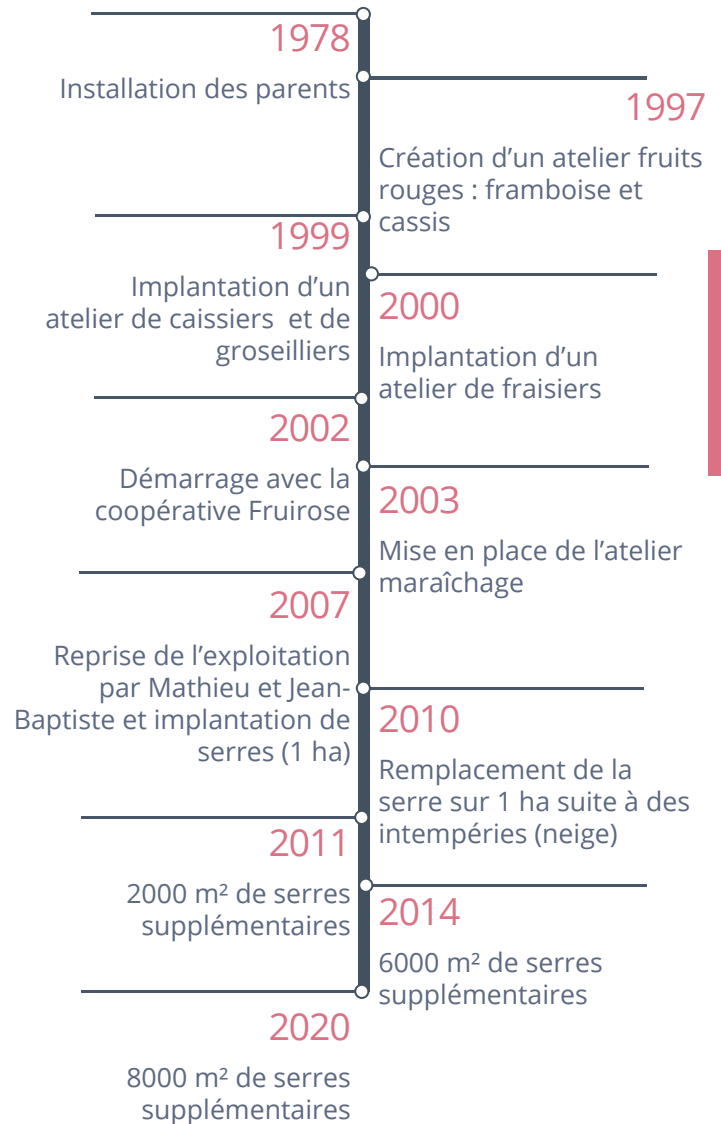 1978
Installation des parents
1997
Création d’un atelier fruits
rouges : framboise et
cassis
1999
Implantation d’un
atelier de caissiers et de
groseilliers
2000
Implantation d’un
atelier de fraisiers
2002
Démarrage avec la
coopérative Fruirose
2003
Mise en place de l’atelier
maraîchage
2007
Reprise de l’exploitation
par Mathieu et Jean-
Baptiste et implantation de
serres (1 ha)
2010
Remplacement de la
serre sur 1 ha suite à des
intempéries (neige)
2011
2000 m² de serres
supplémentaires
2014
6000 m² de serres
supplémentaires
2020
8000 m² de serres
supplémentaires